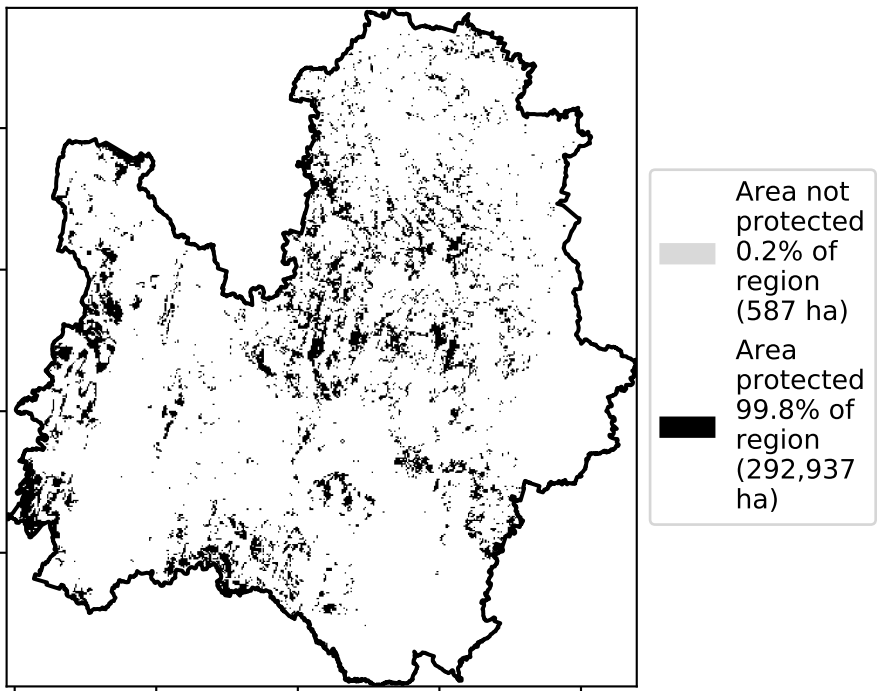 Area not
protected
0.2% of
region
(587 ha)
Area
protected
99.8% of
region
(292,937
ha)